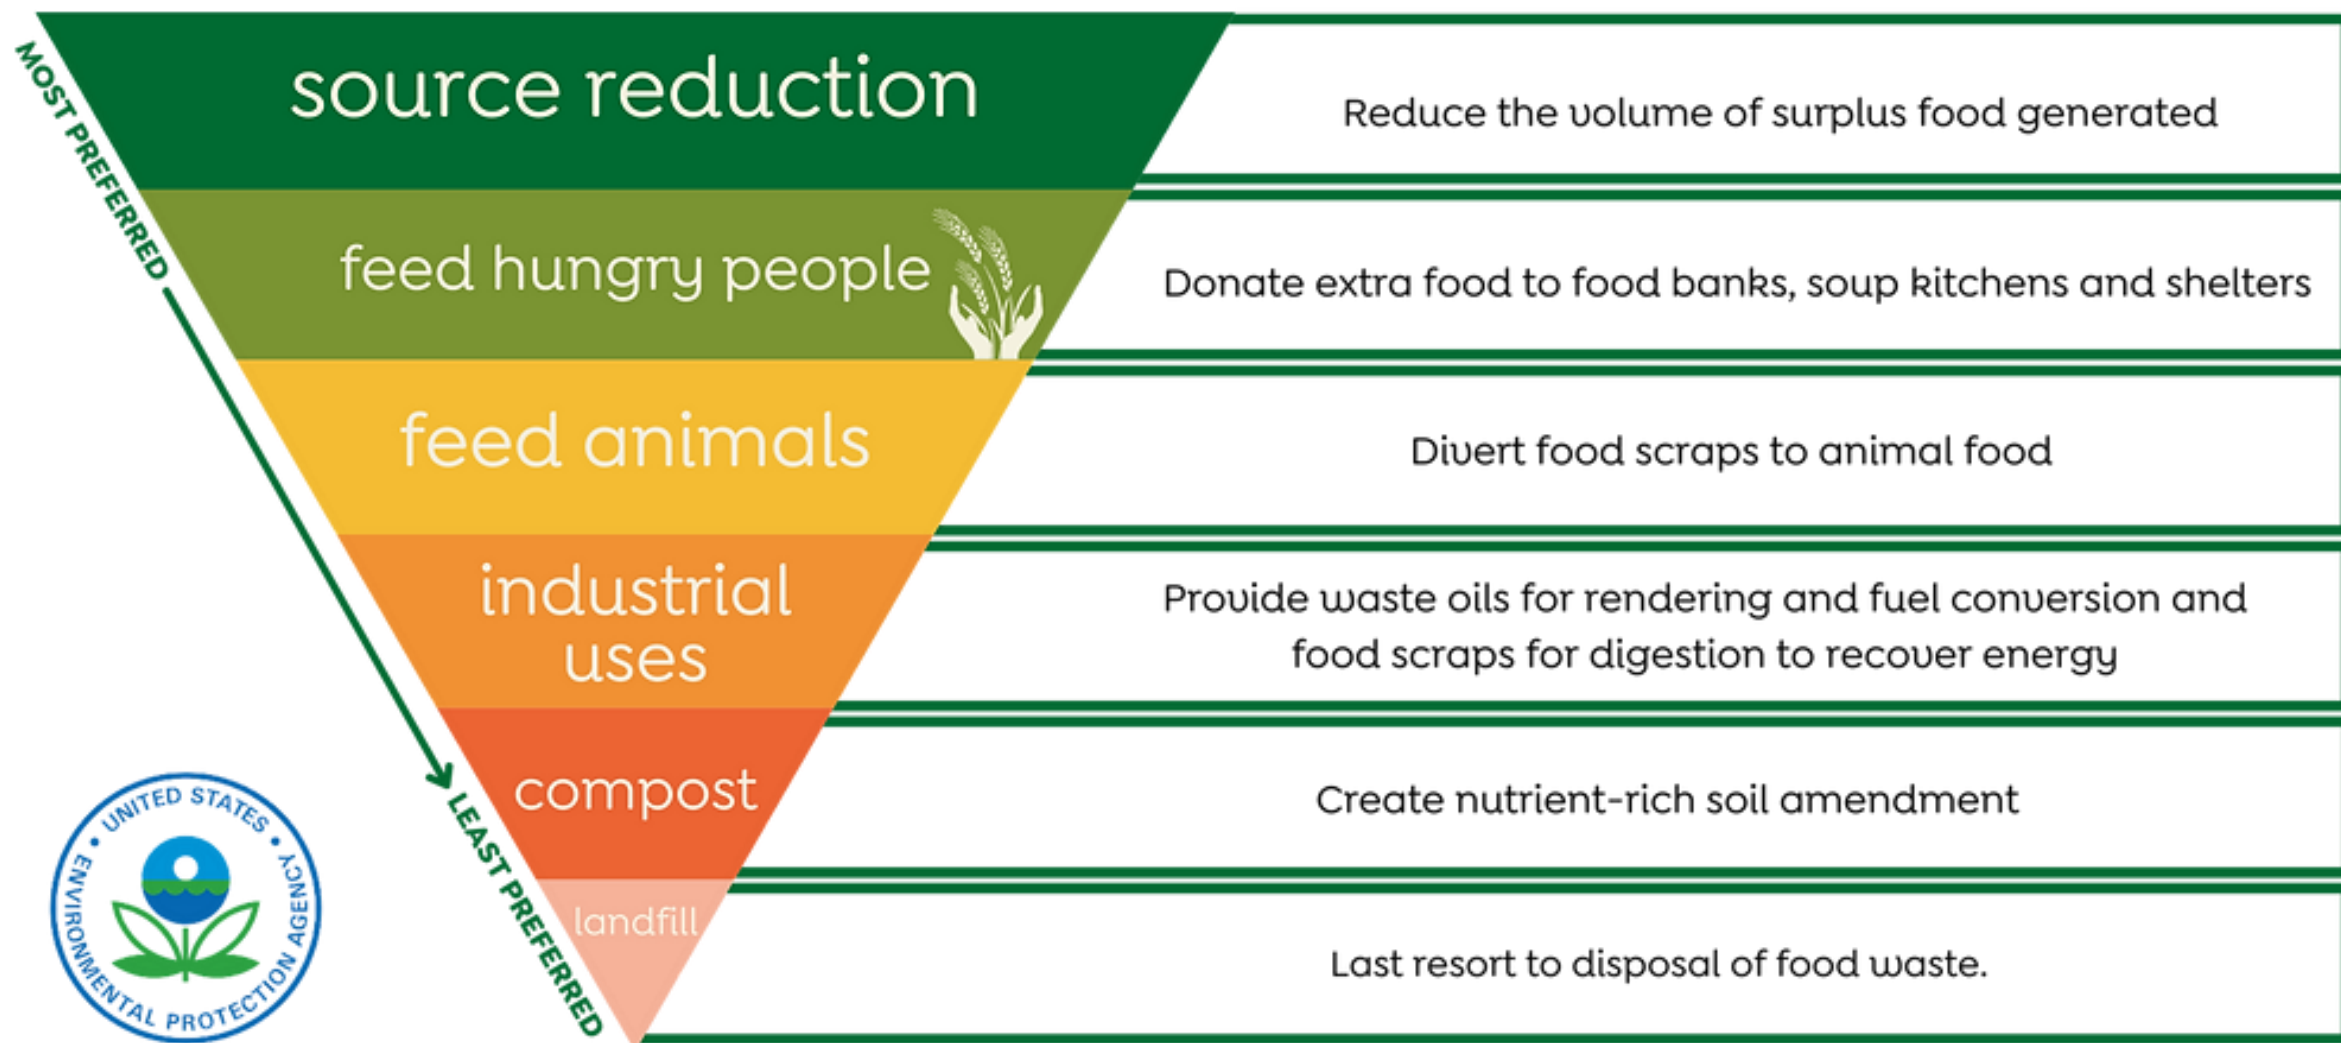 MOST PREFERRED
source reduction
Reduce the volume of surplus food generated
feed hungry people
Donate extra food to food banks, soup kitchens and shelters
feed animals
Divert food scraps to animal food
industrial
uses
Provide waste oils for rendering and fuel conversion and
food scraps for digestion to recover energy
compost
Create nutrient-rich soil amendment
landfill
Last resort to disposal of food waste.
LEAST PREFERRED
UNITED STATES
ENVIRONMENTAL PROTECTION AGENCY